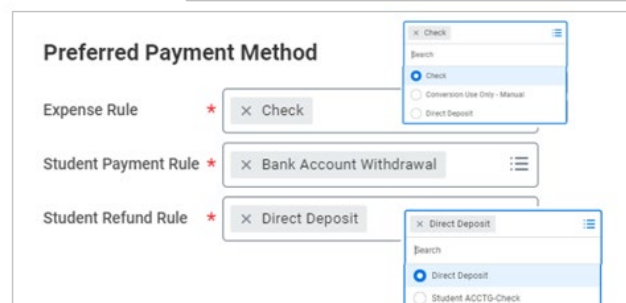 Preferred Payment Method
× Check
Search
Check
Conversion Use Only - Manual
Direct Deposit
Expense Rule * × Check
Student Payment Rule * × Bank Account Withdrawal
Student Refund Rule * × Direct Deposit
× Direct Deposit
Search
Direct Deposit
Student ACCTG-Check